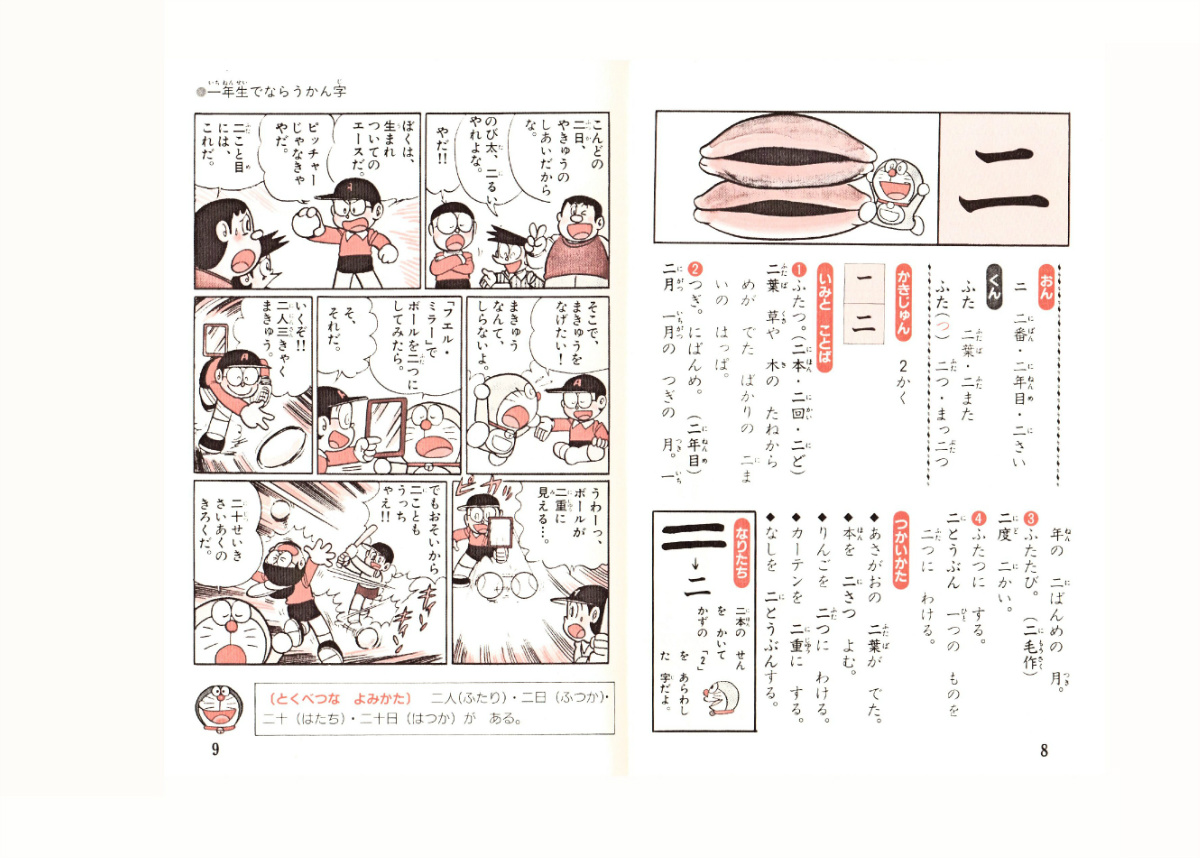 二
おん
ニ 二番・二年目・二さい
くん
ふた 二葉・二また
ふた(つ) 二つ・まっ二つ
かきじゅん
一
二
2かく
いみと ことば
❶ふたつ。(二本・二回・二ど)
二葉 草や 木の たねから
めが でた ばかりの 二ま
いの はっぱ。
❷つぎ。にばんめ。(二年目)
二月 一月の つぎの 月。一
年の 二ばんめの 月。
❸ふたたび。(二毛作)
二度 二かい。
❹ふたつに する。
二とうぶん 一つの ものを
二つに わける。
つかいかた
◆あさがおの 二葉が でた。
◆本を 二さつ よむ。
◆りんごを 二つに わける。
◆カーテンを 二重に する。
◆なしを 二とうぶんする。
なりたち
二
二本の せん
を かいて
かずの「2」
を あらわし
た 字だよ。
8
●一年生でならうかん字
こんどの
二日、
やきゅうの
しあいだから
な。
のび太、二るい
やれよな。
やだ!!
ぼくは、
生まれ
ついての
エースだ。
ピッチャー
じゃなきゃ
やだ。
二こと目
には、
これだ。
そこで、
まきゅうを
なげたい!
まきゅう
なんて、
しらないよ。
「フエル・
ミラー」で
ボールを二つに
してみたら。
そ、
それだ。
いくぞ!!
二人三きゃく
まきゅう。
うわーっ、
ボールが
二重に
見える…。
ビカッ
でもおそいから
二ことも
うっち
ゃえ!!
二十せいき
さいあくの
きろくだ。
(とくべつな よみかた) 二人(ふたり)・二日(ふつか)・
二十(はたち)・二十日(はつか)が ある。
9